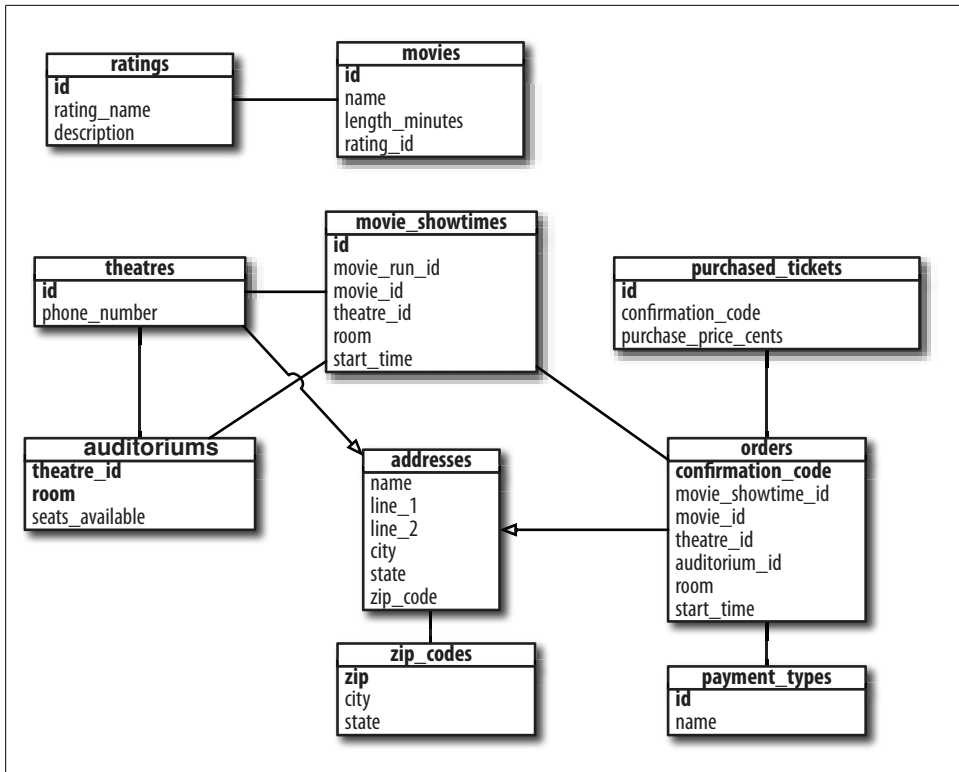 ratings
id
rating_name
description
movies
id
name
length_minutes
rating_id
movie_showtimes
id
movie_run_id
movie_id
theatre_id
room
start_time
theatres
id
phone_number
purchased_tickets
id
confirmation_code
purchase_price_cents
auditoriums
theatre_id
room
seats_available
addresses
name
line_1
line_2
city
state
zip_code
orders
confirmation_code
movie_showtime_id
movie_id
theatre_id
auditorium_id
room
start_time
zip_codes
zip
city
state
payment_types
id
name